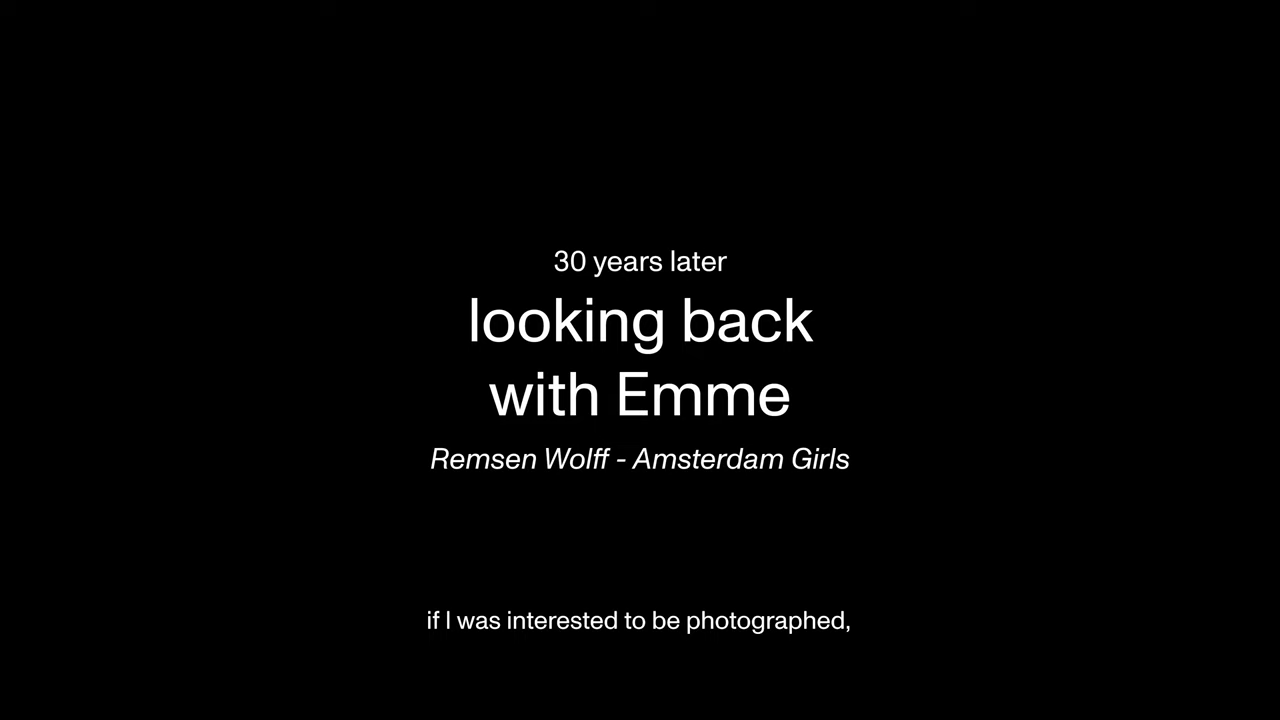 30 years later
looking back
with Emme
Remsen Wolff - Amsterdam Girls
if I was interested to be photographed,